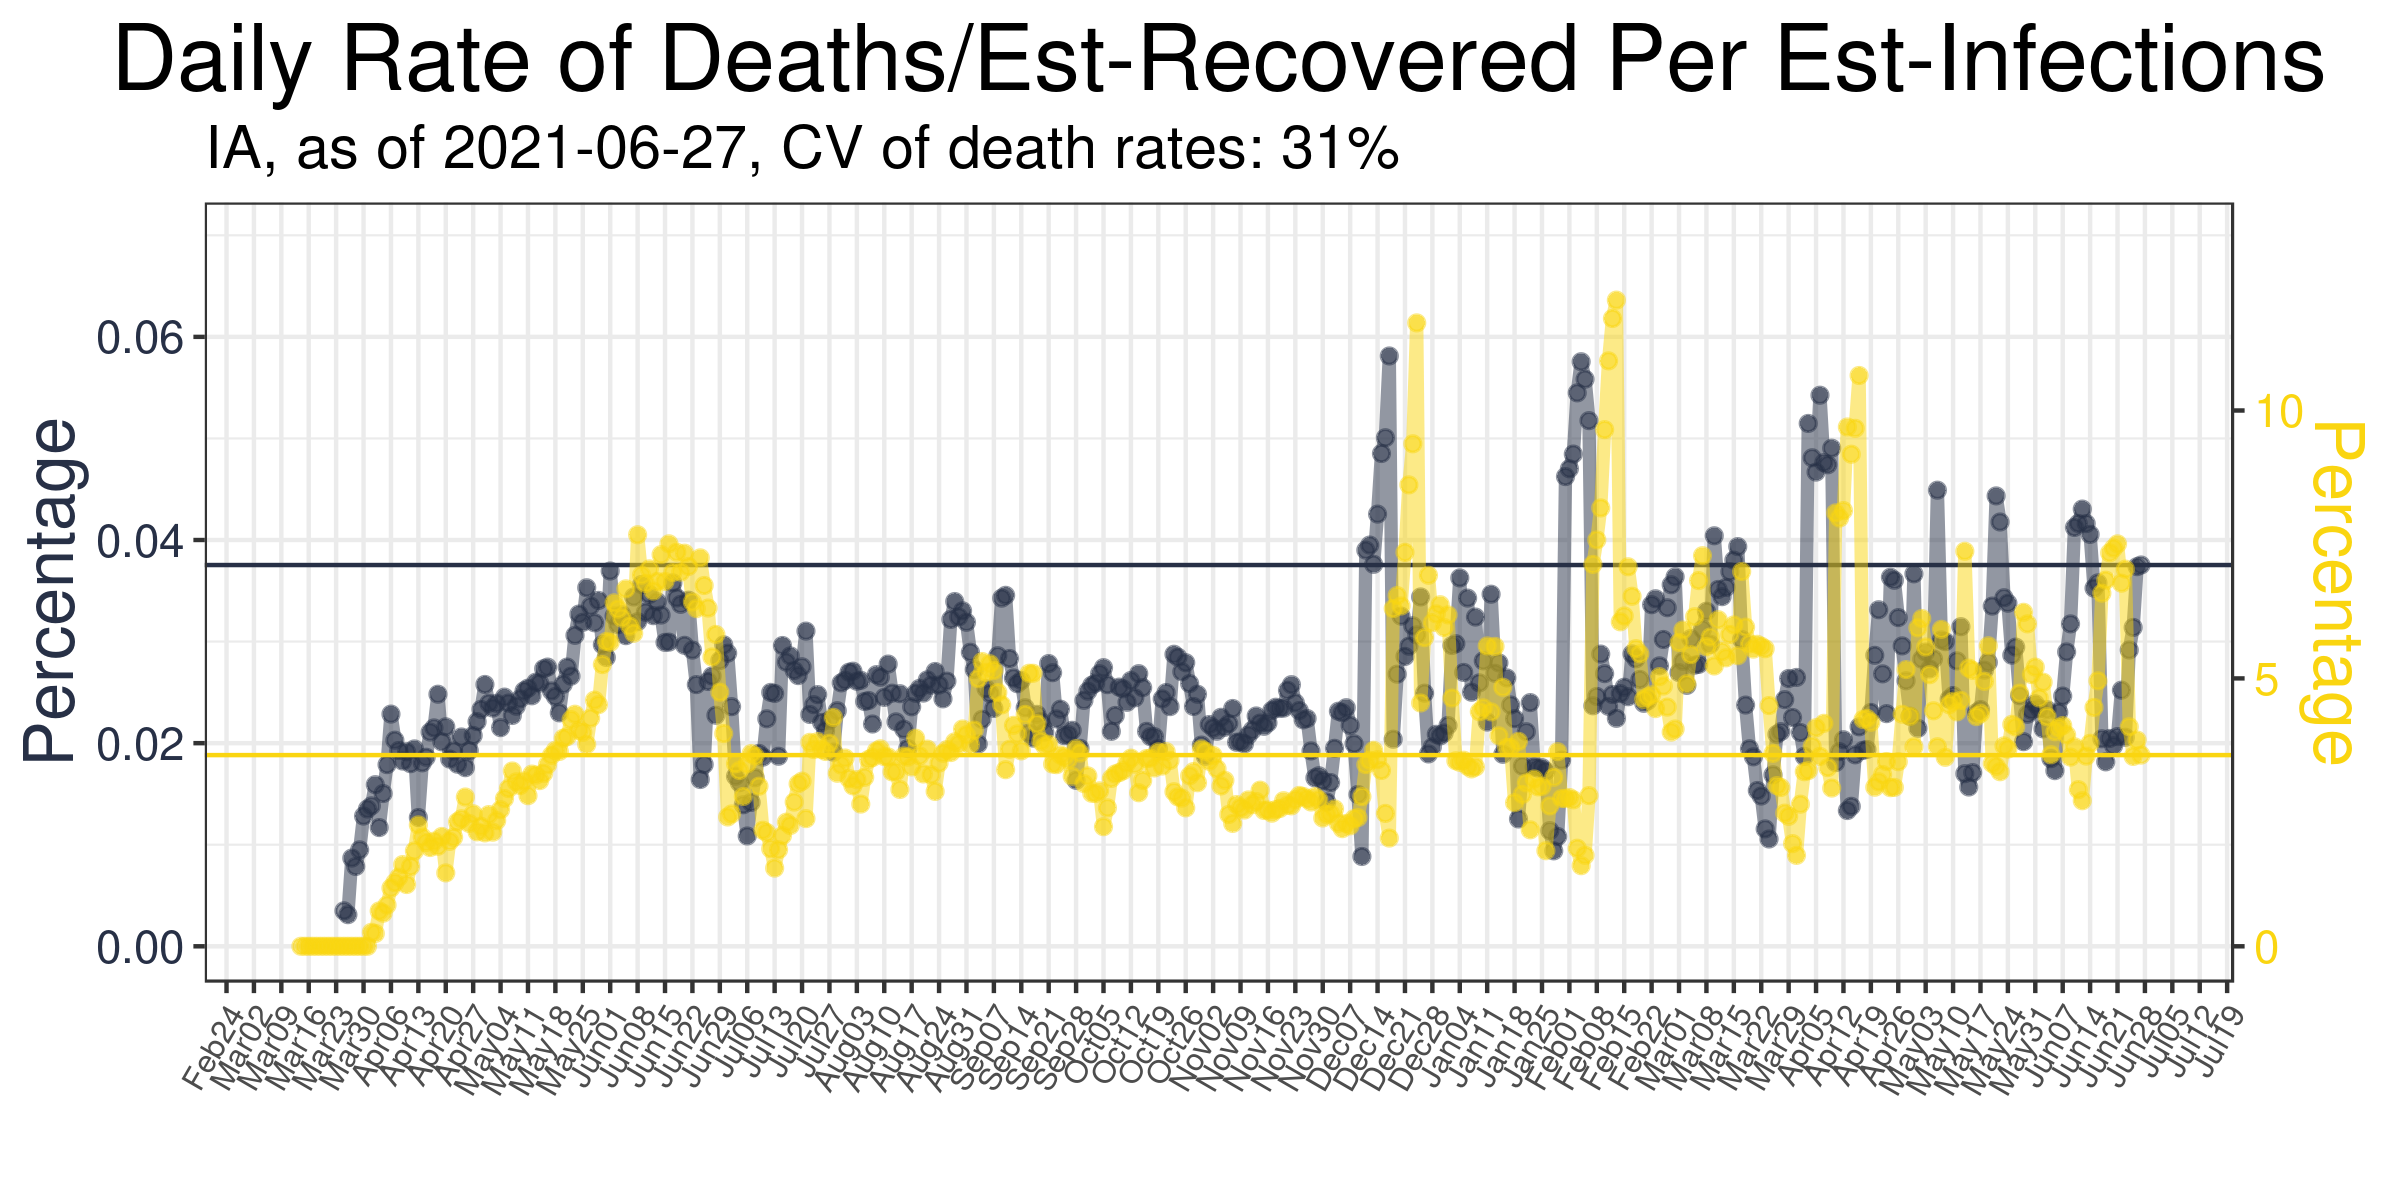 Daily Rate of Deaths/Est-Recovered Per Est-Infections
IA, as of 2021-06-27, CV of death rates: 31%
Percentage
0.06
0.04
0.02
0.00
10
5
0
Percentage
Feb24
Mar02
Mar09
Mar16
Mar23
Mar30
Apr06
Apr13
Apr20
Apr27
May04
May11
May18
May25
Jun01
Jun08
Jun15
Jun22
Jun29
Jul06
Jul13
Jul20
Jul27
Aug03
Aug10
Aug17
Aug24
Aug31
Sep07
Sep14
Sep21
Sep28
Oct05
Oct12
Oct19
Oct26
Nov02
Nov09
Nov16
Nov23
Nov30
Dec07
Dec14
Dec21
Dec28
Jan04
Jan11
Jan18
Jan25
Feb01
Feb08
Feb15
Feb22
Mar01
Mar08
Mar15
Mar22
Mar29
Apr05
Apr12
Apr19
Apr26
May03
May10
May17
May24
May31
Jun07
Jun14
Jun21
Jun28
Jul05
Jul12
Jul19